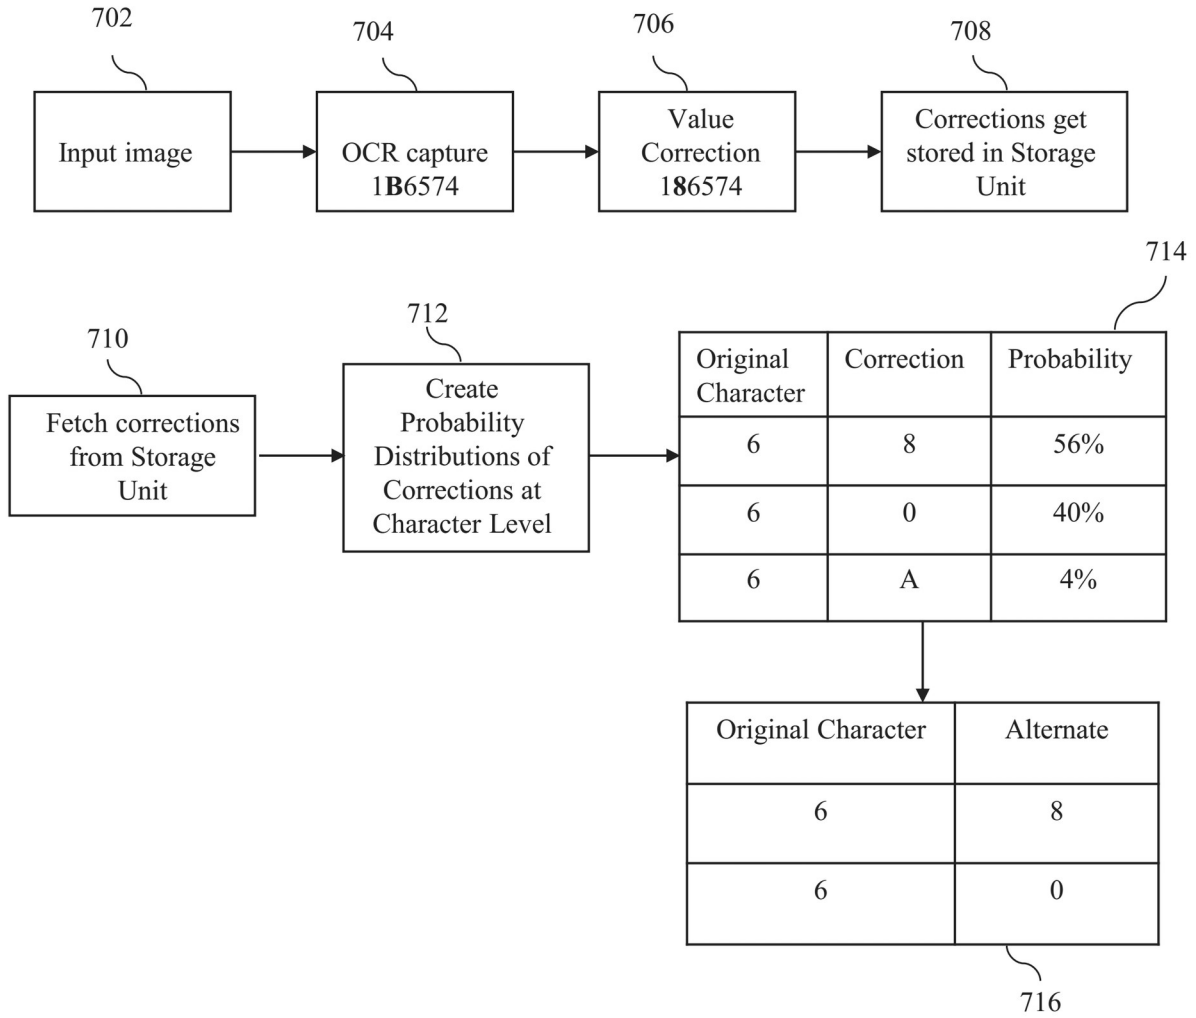 702
704
706
708
Input image
OCR capture
1B6574
Value
Correction
186574
Corrections get
stored in Storage
Unit
710
712
714
Fetch corrections
from Storage
Unit
Create
Probability
Distributions of
Corrections at
Character Level
Original
Character
Correction
Probability
6 8 56%
6 0 40%
6 A 4%
Original Character Alternate
6 8
6 0
716